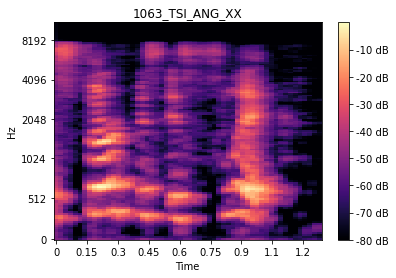 1063_TSI_ANG_XX
8192
4096
2048
1024
512
0
Hz
0 0.15 0.3 0.45 0.6 0.75 0.9 1.1 1.2
Time
-10 dB
-20 dB
-30 dB
-40 dB
-50 dB
-60 dB
-70 dB
-80 dB